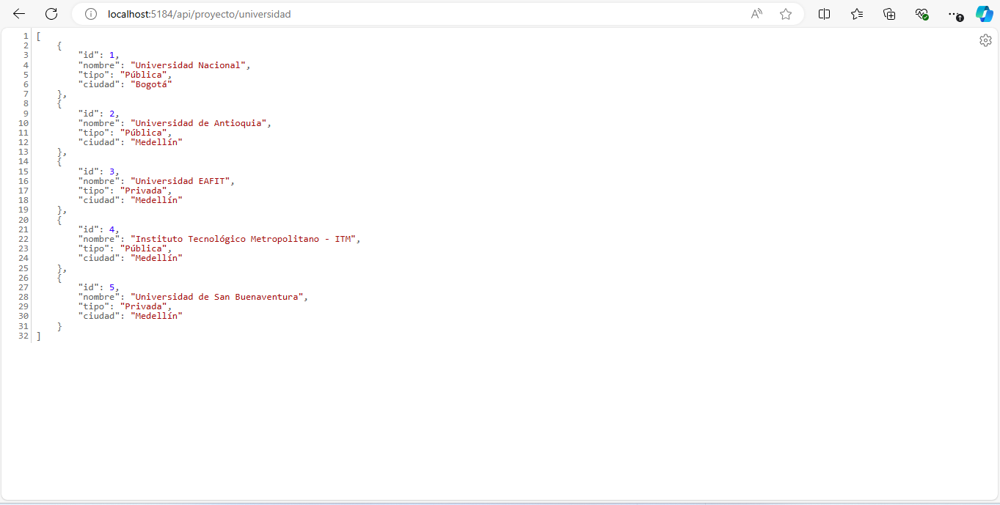 localhost:5184/api/proyecto/universidad
1 [
2     {
3         "id": 1,
4         "nombre": "Universidad Nacional",
5         "tipo": "Pública",
6         "ciudad": "Bogotá"
7     },
8     {
9         "id": 2,
10         "nombre": "Universidad de Antioquia",
11         "tipo": "Pública",
12         "ciudad": "Medellín"
13     },
14     {
15         "id": 3,
16         "nombre": "Universidad EAFIT",
17         "tipo": "Privada",
18         "ciudad": "Medellín"
19     },
20     {
21         "id": 4,
22         "nombre": "Instituto Tecnológico Metropolitano - ITM",
23         "tipo": "Pública",
24         "ciudad": "Medellín"
25     },
26     {
27         "id": 5,
28         "nombre": "Universidad de San Buenaventura",
29         "tipo": "Privada",
30         "ciudad": "Medellín"
31     }
32 ]